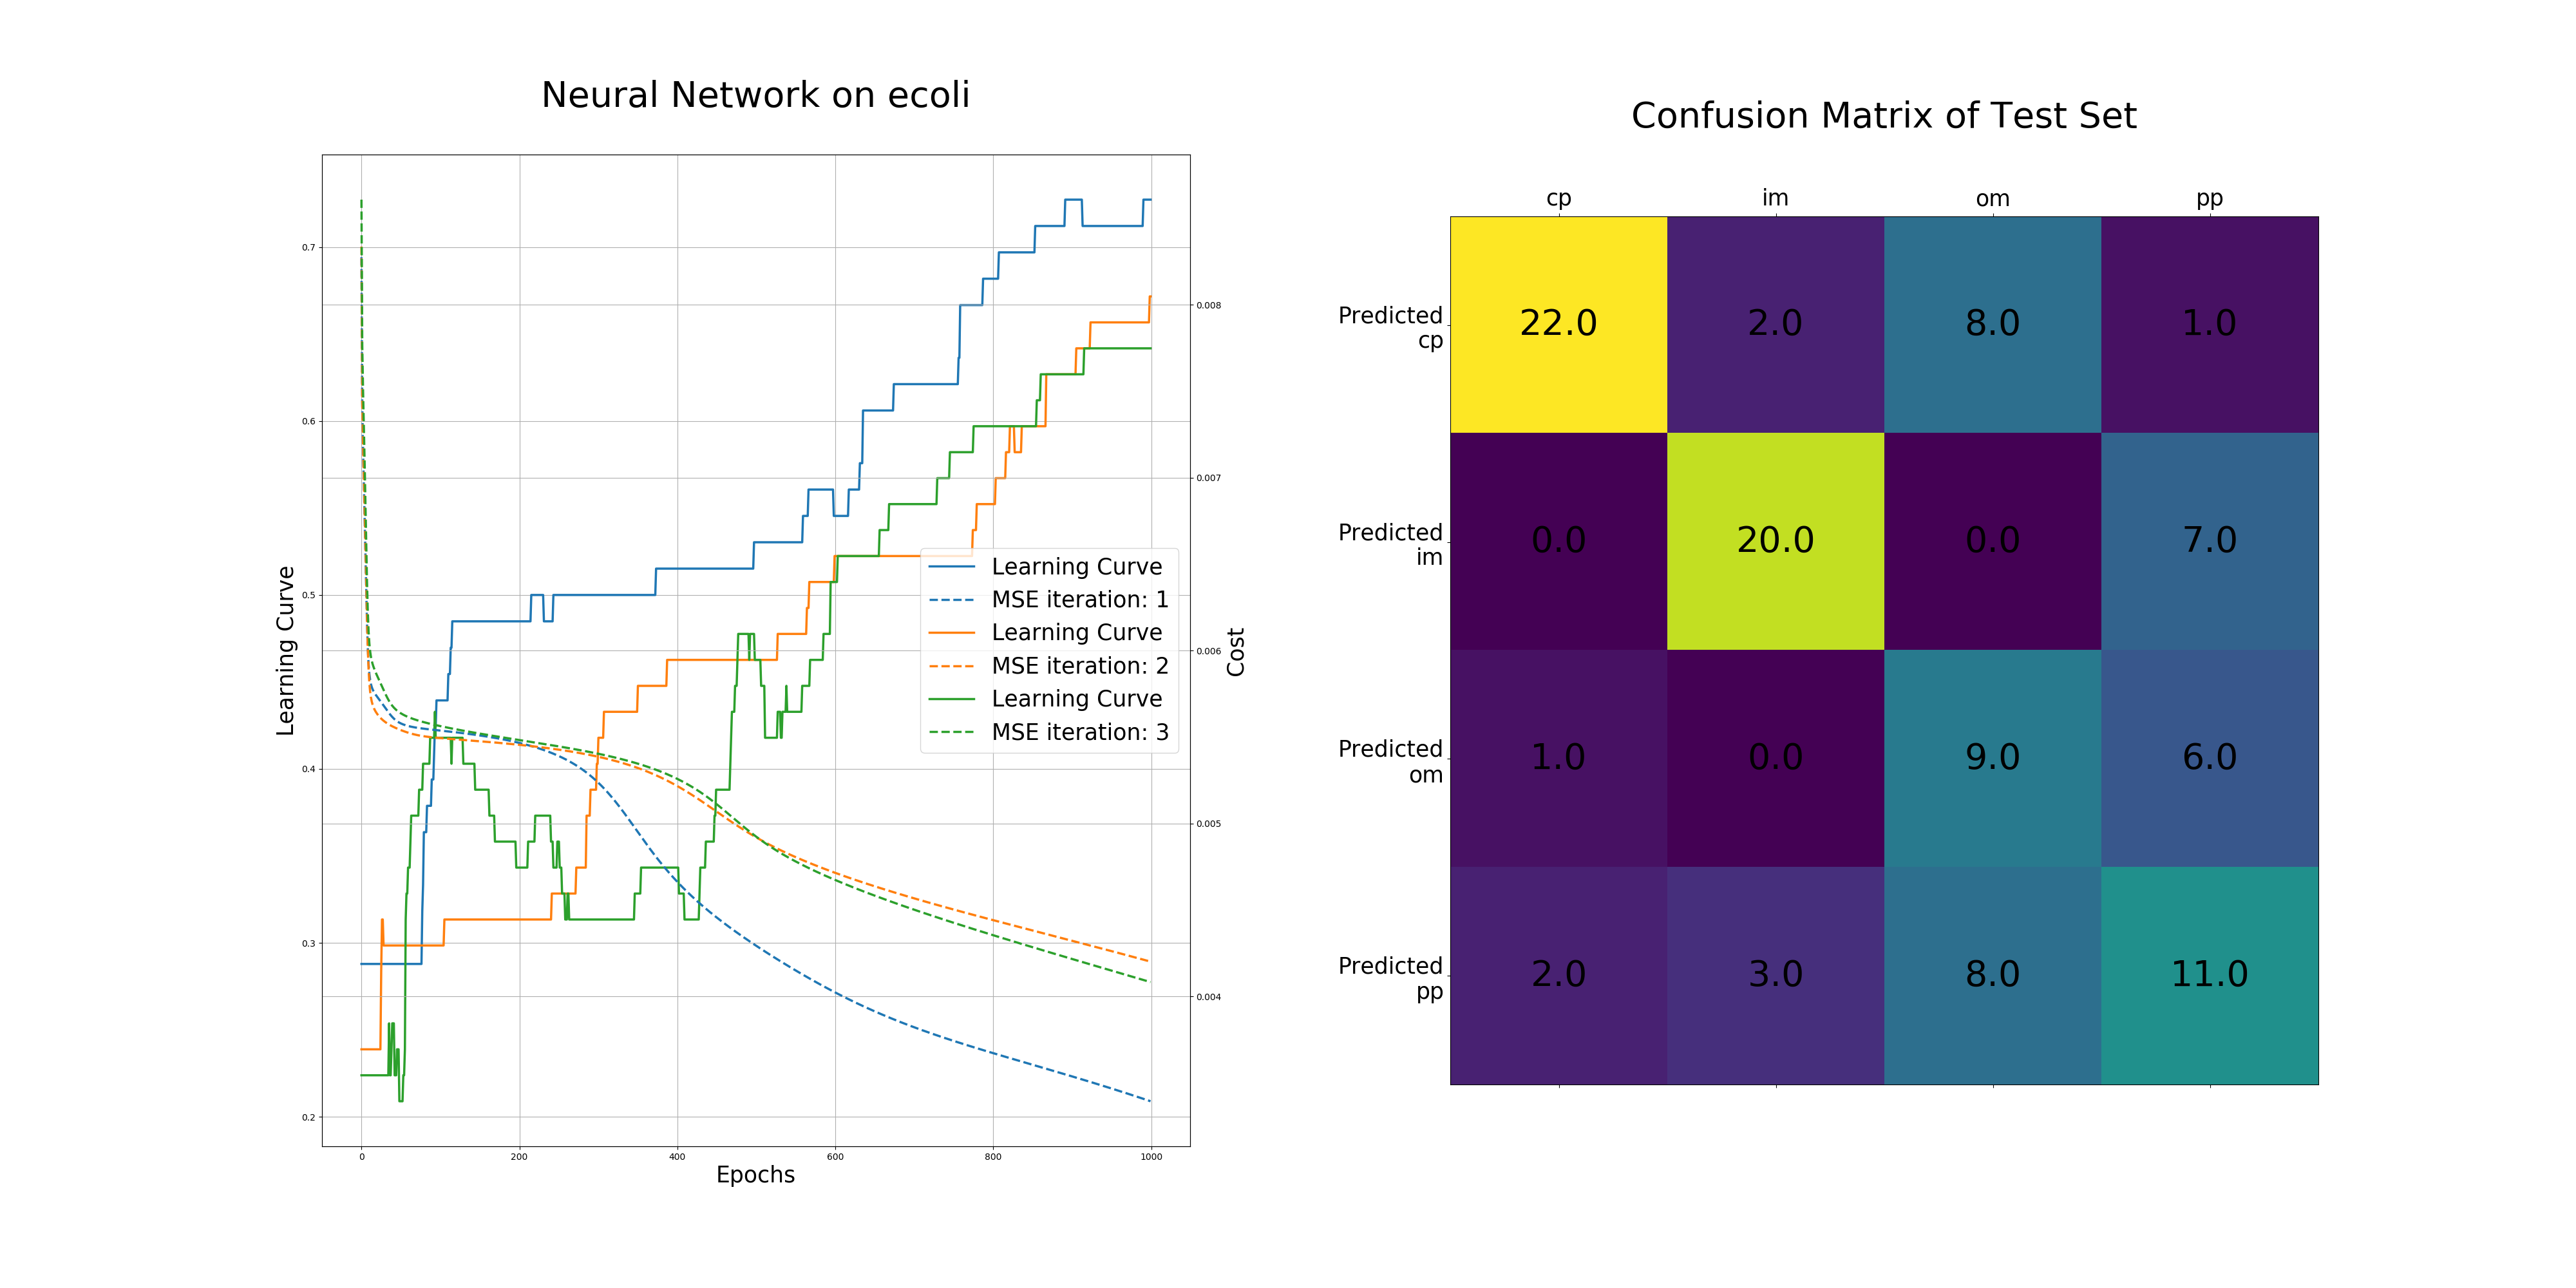 Neural Network on ecoli
Learning Curve
0.7
0.6
0.5
0.4
0.3
0.2
0
200
400
600
800
1000
Epochs
0.008
0.007
0.006
0.005
0.004
Cost
Learning Curve
MSE iteration: 1
Learning Curve
MSE iteration: 2
Learning Curve
MSE iteration: 3
Confusion Matrix of Test Set
cp im om pp
Predicted
cp
22.0 2.0 8.0 1.0
Predicted
im
0.0 20.0 0.0 7.0
Predicted
om
1.0 0.0 9.0 6.0
Predicted
pp
2.0 3.0 8.0 11.0